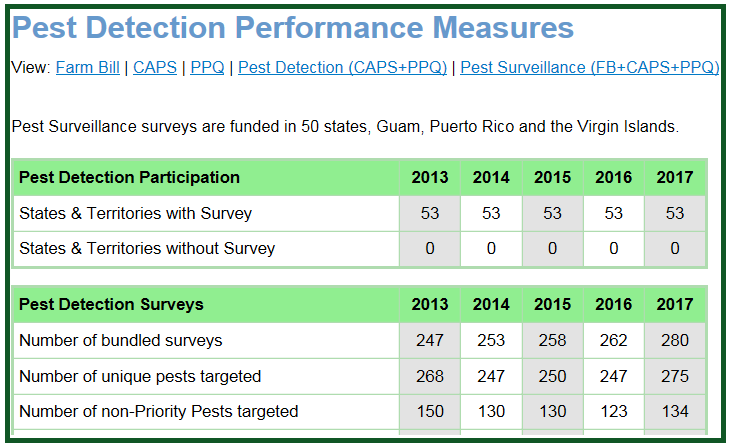 Pest Detection Performance Measures
View: Farm Bill | CAPS | PPQ | Pest Detection (CAPS+PPQ) | Pest Surveillance (FB+CAPS+PPQ)
Pest Surveillance surveys are funded in 50 states, Guam, Puerto Rico and the Virgin Islands.
Pest Detection Participation 2013 2014 2015 2016 2017
States & Territories with Survey 53 53 53 53 53
States & Territories without Survey 0 0 0 0 0
Pest Detection Surveys 2013 2014 2015 2016 2017
Number of bundled surveys 247 253 258 262 280
Number of unique pests targeted 268 247 250 247 275
Number of non-Priority Pests targeted 150 130 130 123 134